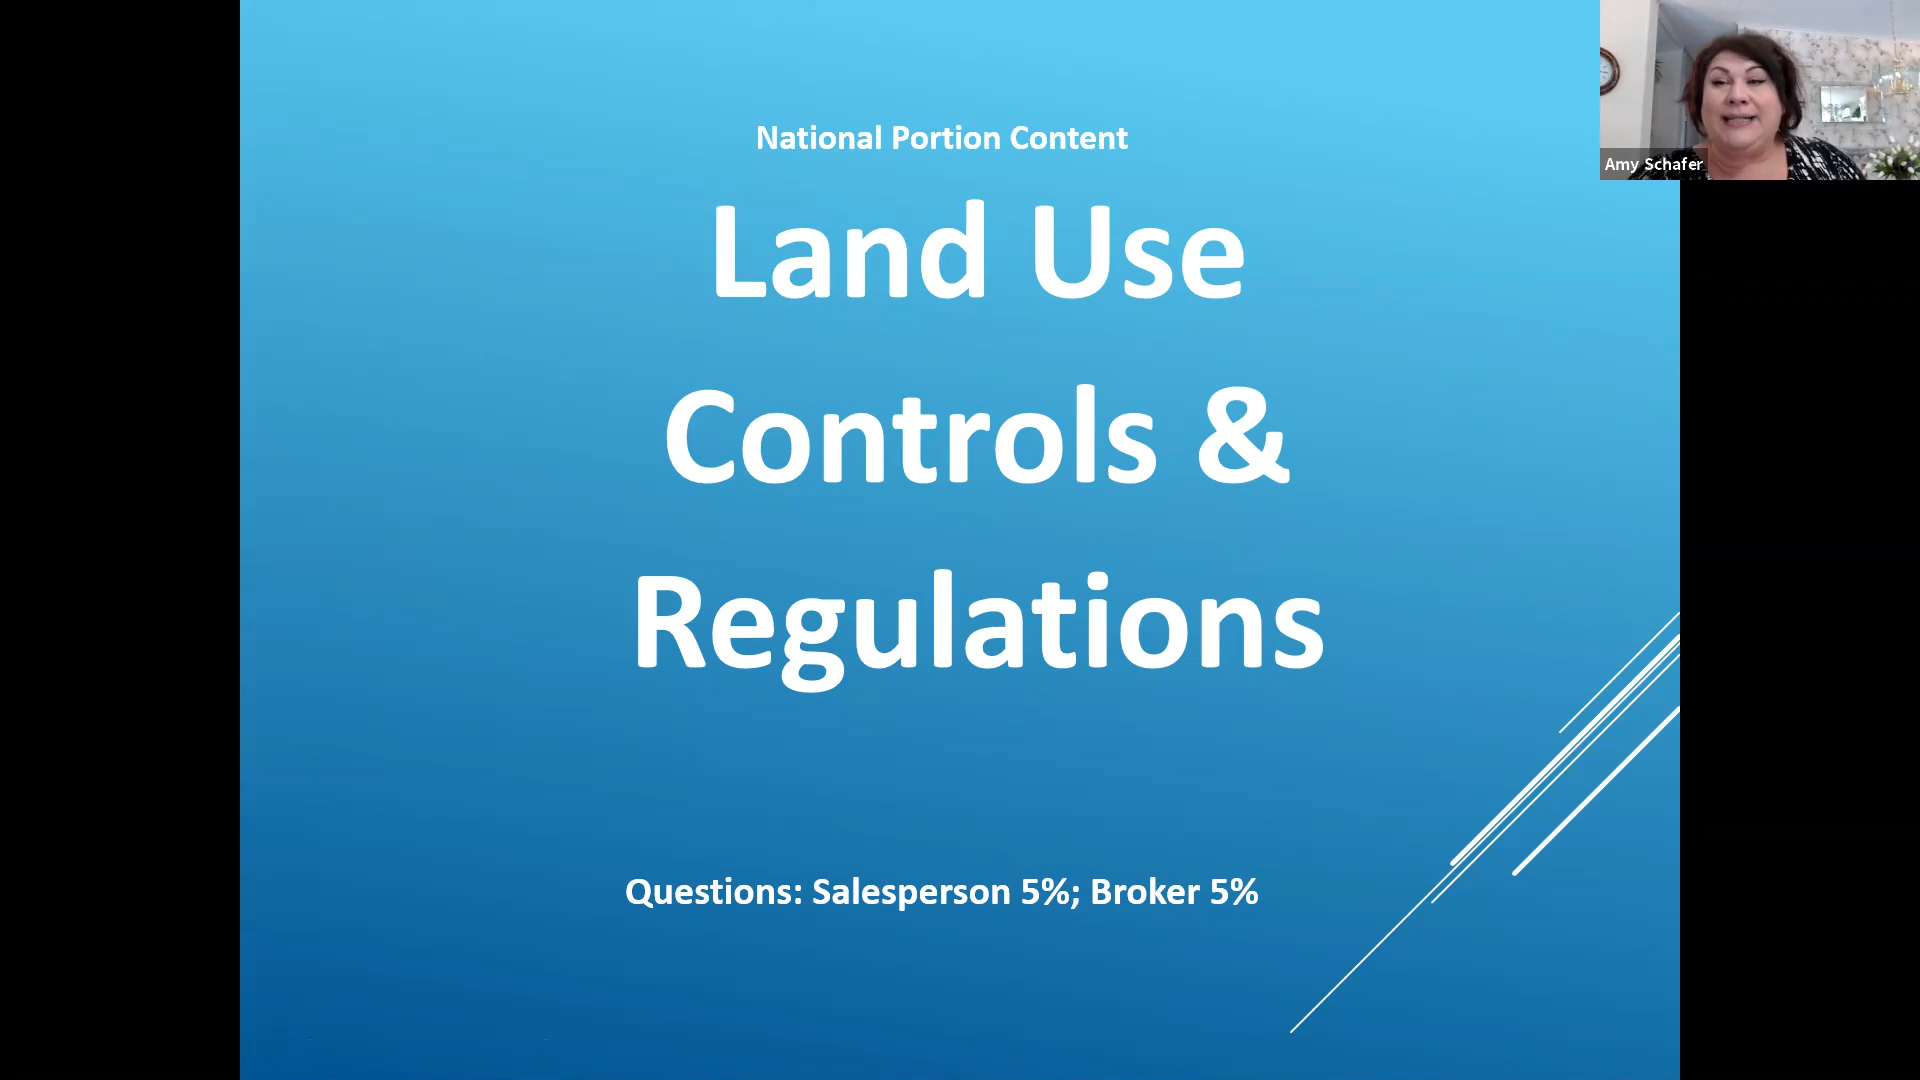 National Portion Content
Land Use
Controls &
Regulations
Questions: Salesperson 5%; Broker 5%
Amy Schafer